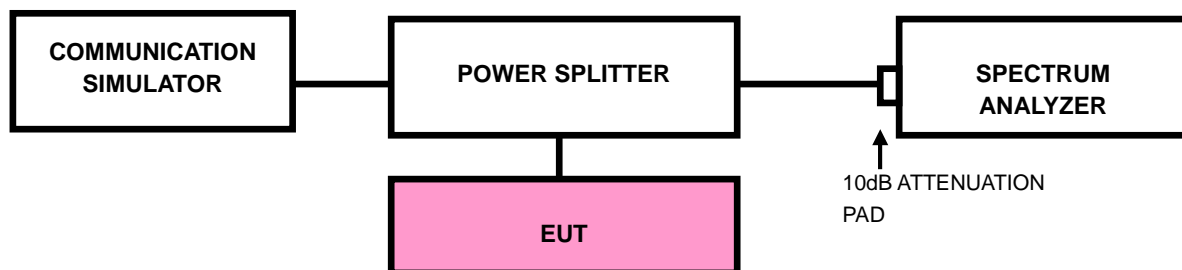 COMMUNICATION
SIMULATOR
POWER SPLITTER
SPECTRUM
ANALYZER
10dB ATTENUATION
PAD
EUT